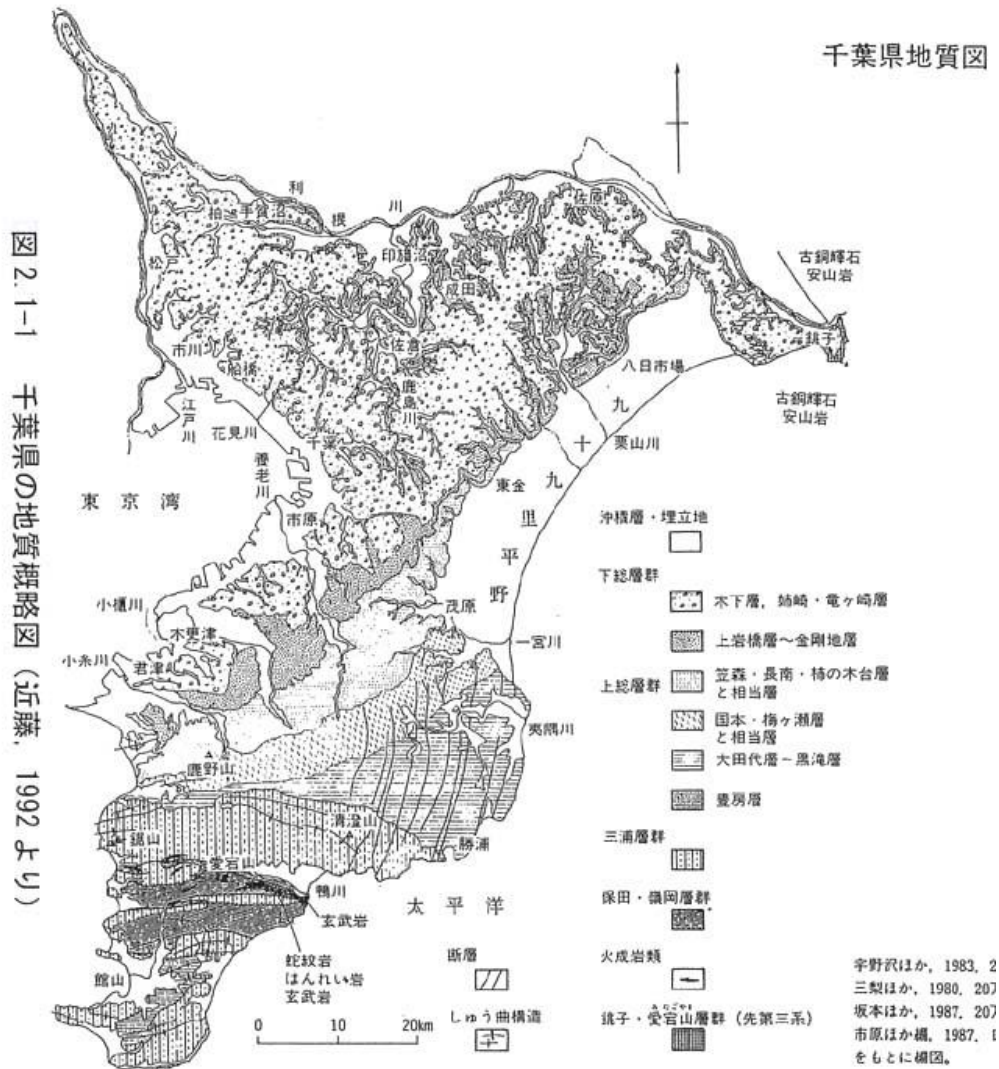 千葉県地質図
図2.1-1 千葉県の地質概略図（近藤，1992より）
利
根
川
柏
手賀沼
松戸
印旛沼
成田
佐原
古銅輝石
安山岩
銚子
市川
船橋
佐倉
鹿島川
八日市場
古銅輝石
安山岩
江戸川
花見川
千葉
九
十
九
里
平
野
栗山川
東金
養老川
東京湾
市原
茂原
一宮川
小櫃川
木更津
小糸川
君津
夷隅川
鹿野山
清澄山
勝浦
鋸山
愛宕山
鴨川
玄武岩
太平洋
蛇紋岩
はんれい岩
玄武岩
館山
0 10 20km
沖積層・埋立地
下総層群
木下層，姉崎・竜ヶ崎層
上岩橋層～金剛地層
上総層群
笠森・長南・柿の木台層
と相当層
国本・梅ヶ瀬層
と相当層
大田代層～黒滝層
豊房層
三浦層群
保田・嶺岡層群
断層
火成岩類
しゅう曲構造
銚子・愛宕山層群（先第三系）
宇野沢ほか，1983，2
三梨ほか，1980，20万
坂本ほか，1987，20万
市原ほか編，1987，
をもとに編図。